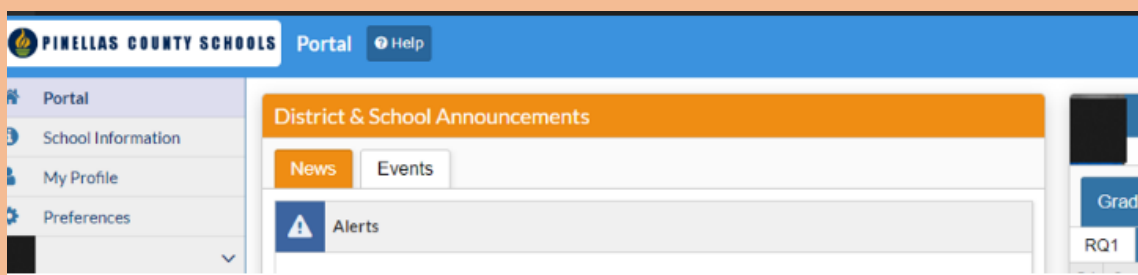 PINELLAS COUNTY SCHOOLS Portal Help
Portal
School Information
My Profile
Preferences
District & School Announcements
News Events
Alerts
Grad
RQ1